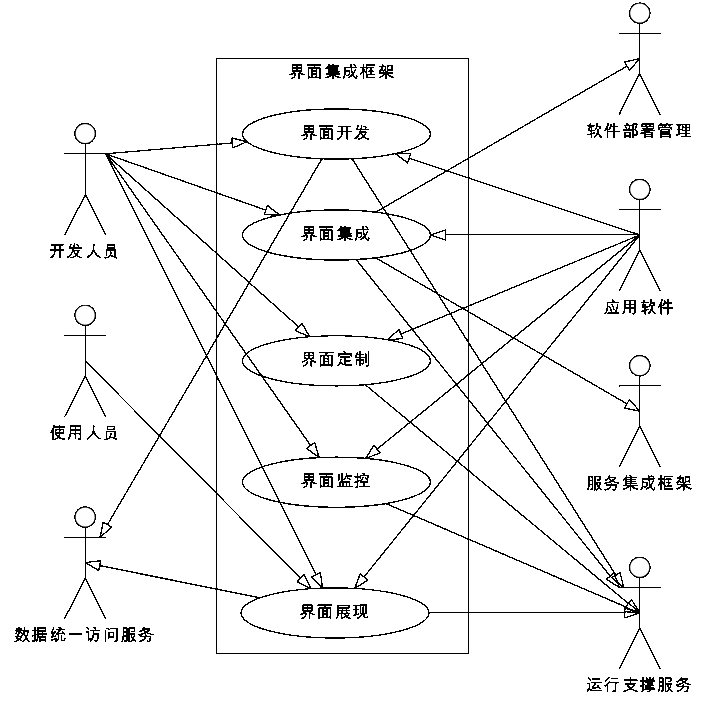 界面集成框架
界面开发
界面集成
界面定制
界面监控
界面展现
开发人员
使用人员
数据统一访问服务
软件部署管理
应用软件
服务集成框架
运行支撑服务